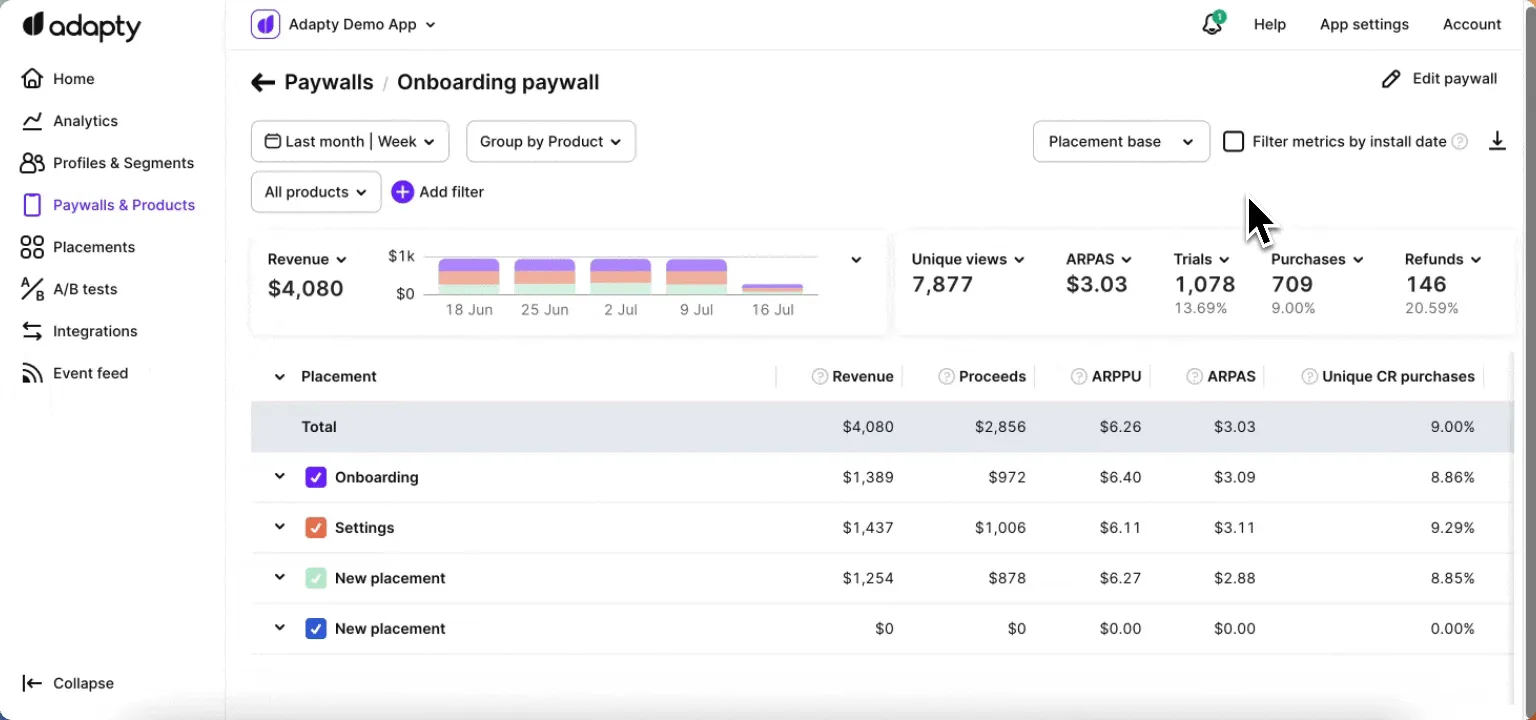 adapty
Adapty Demo App
1
Help
App settings
Account
Home
Analytics
Profiles & Segments
Paywalls & Products
Placements
A/B tests
Integrations
Event feed
Collapse
Paywalls / Onboarding paywall
Edit paywall
Last month | Week
Group by Product
Placement base
Filter metrics by install date ?
All products
+ Add filter
Revenue
$4,080
$1k
$0
18 Jun 25 Jun 2 Jul 9 Jul 16 Jul
Unique views
7,877
ARPAS
$3.03
Trials
1,078
13.69%
Purchases
709
9.00%
Refunds
146
20.59%
Placement ? Revenue ? Proceeds ? ARPPU ? ARPAS ? Unique CR purchases
Total $4,080 $2,856 $6.26 $3.03 9.00%
Onboarding $1,389 $972 $6.40 $3.09 8.86%
Settings $1,437 $1,006 $6.11 $3.11 9.29%
New placement $1,254 $878 $6.27 $2.88 8.85%
New placement $0 $0 $0.00 $0.00 0.00%